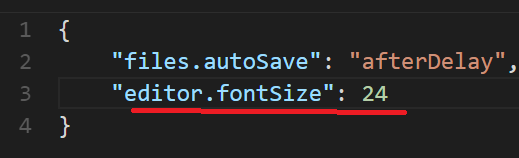 1 {
2 "files.autoSave": "afterDelay",
3 "editor.fontSize": 24
4 }